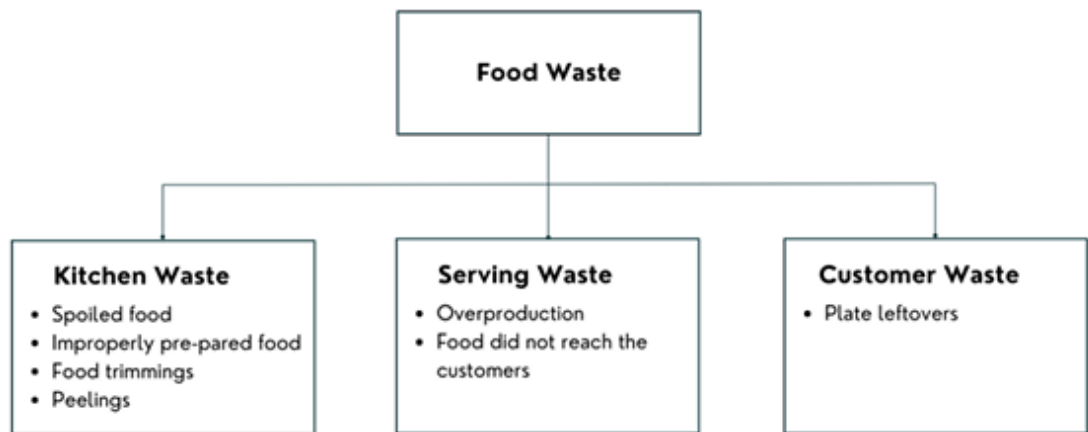 Food Waste
Kitchen Waste
• Spoiled food
• Improperly pre-pared food
• Food trimmings
• Peelings
Serving Waste
• Overproduction
• Food did not reach the
customers
Customer Waste
• Plate leftovers